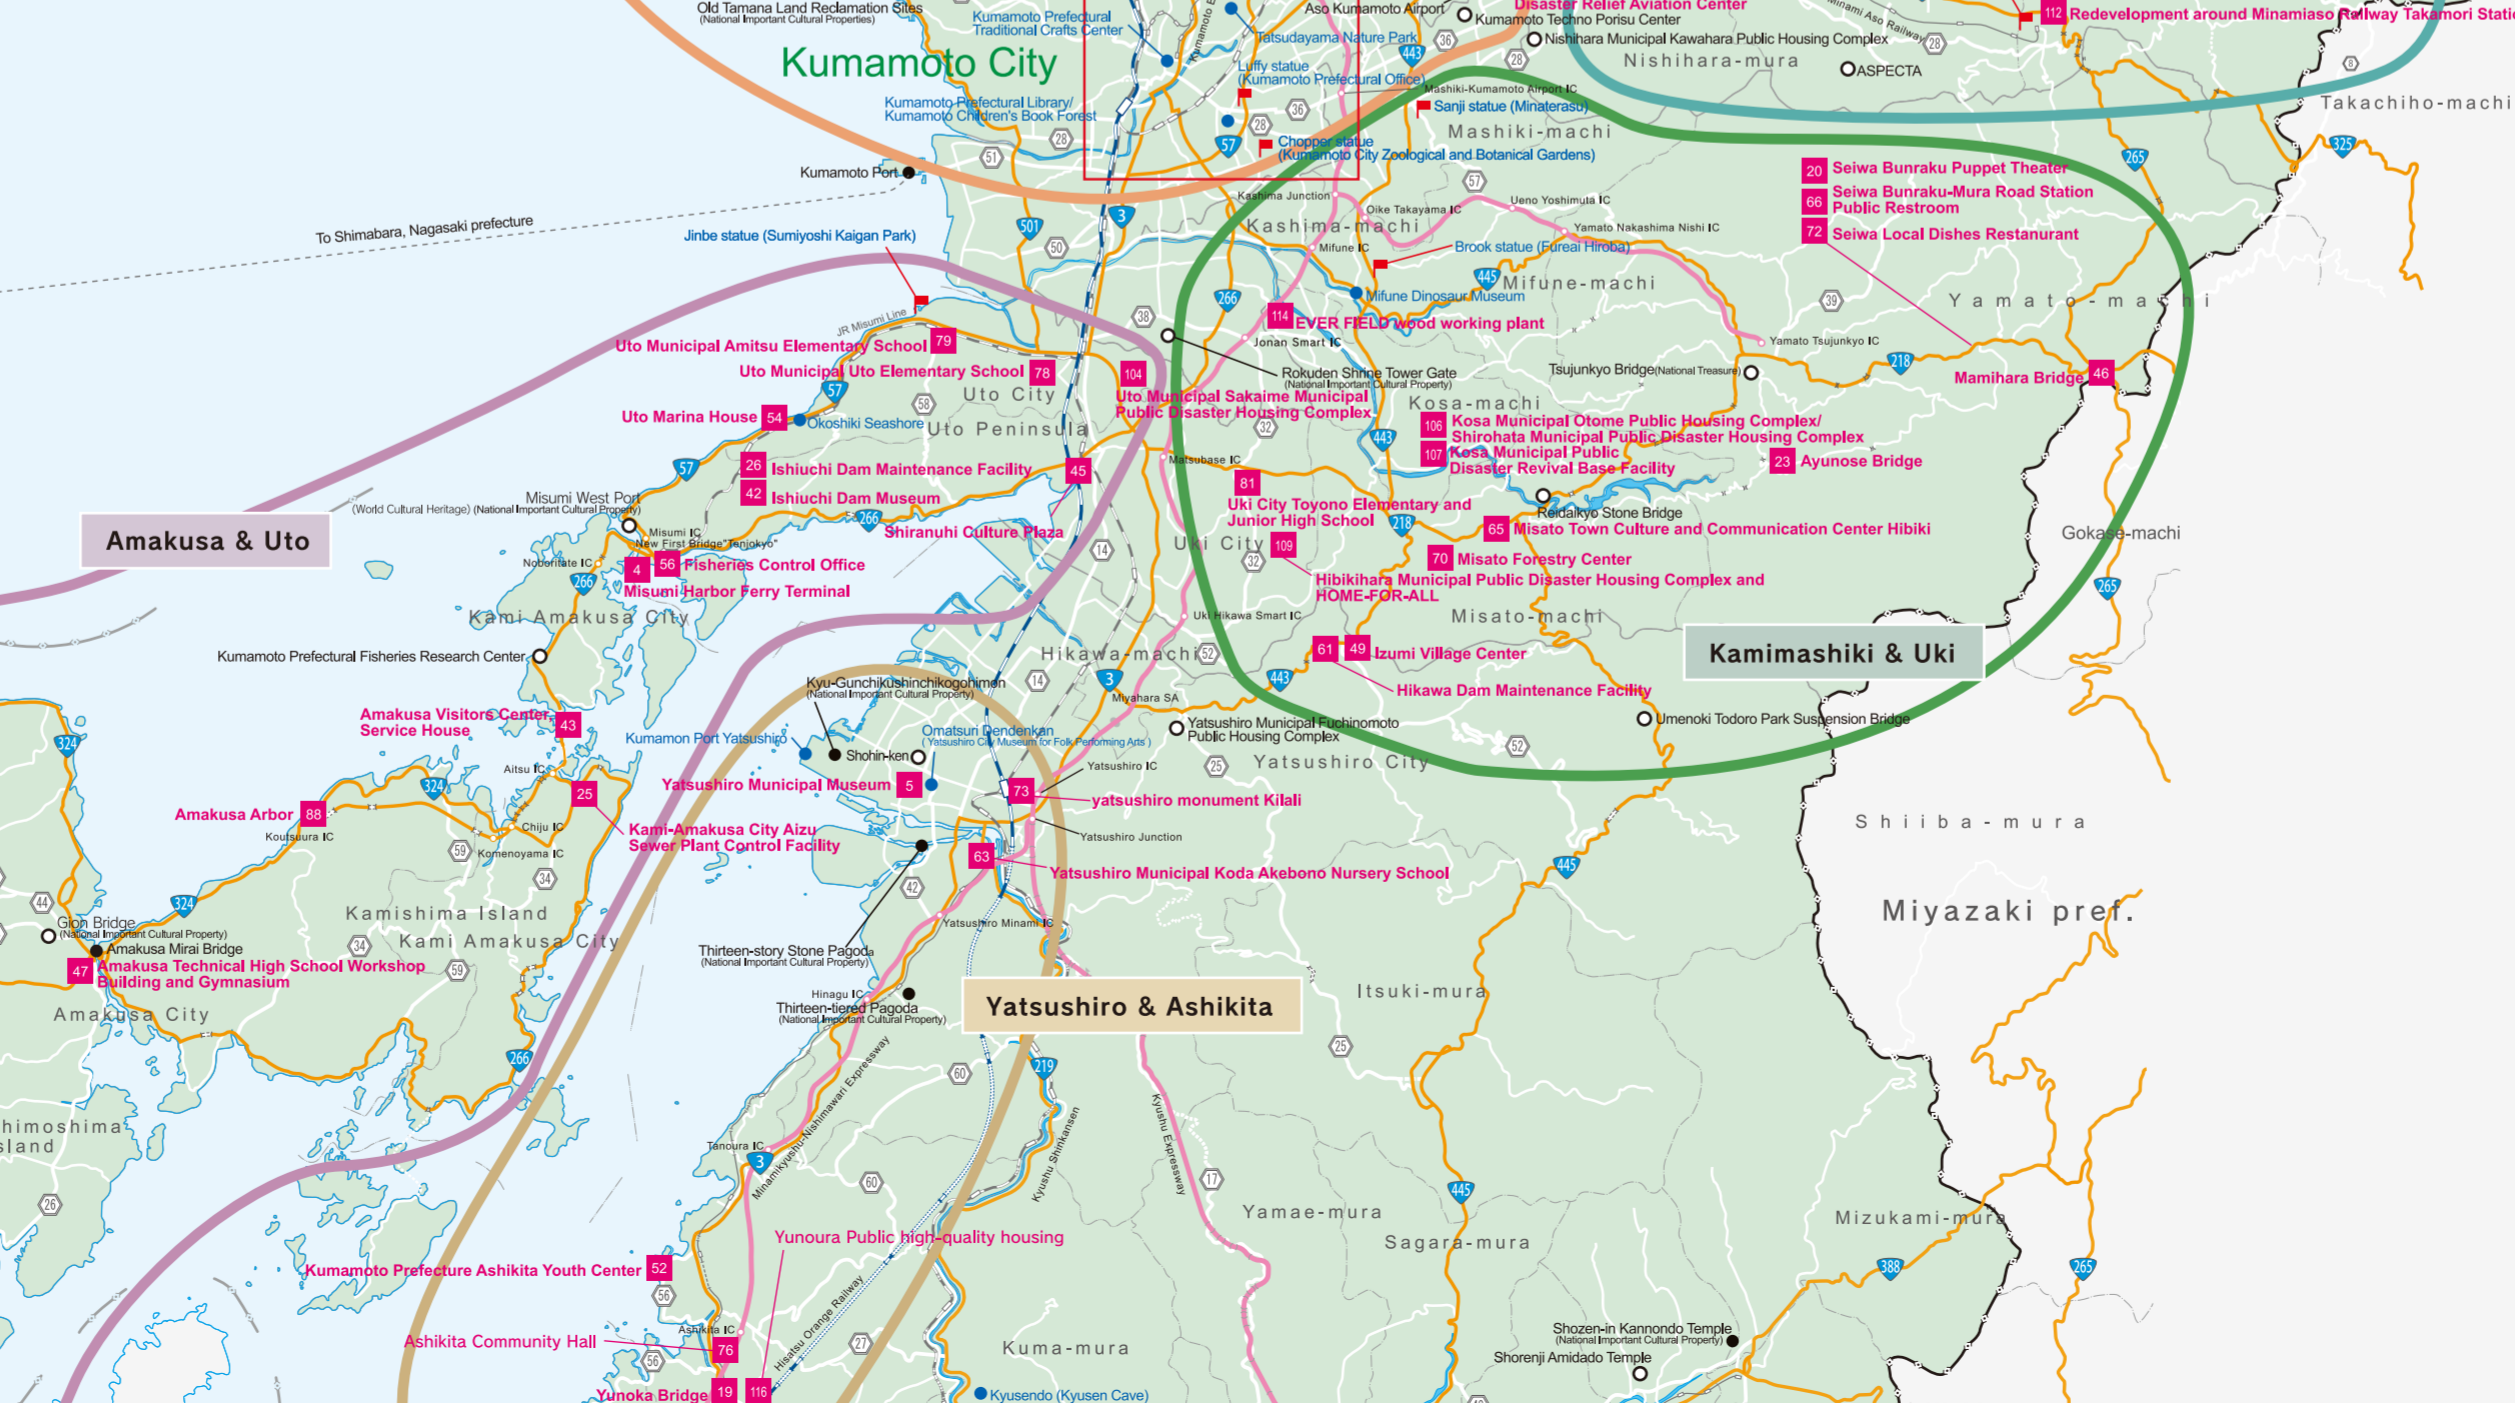 Old Tamana Land Reclamation Sites
(National Important Cultural Properties)
Kumamoto Prefectural
Traditional Crafts Center
Kumamoto E
Tatsudayama Nature Park
Aso Kumamoto Airport
Disaster Relief Aviation Center
Kumamoto Techno Porisu Center
Nishihara Municipal Kawahara Public Housing Complex
Nishihara-mura
ASPECTA
Minami Aso Railway
112 Redevelopment around Minamiaso Railway Takamori Stati
Takachiho-machi
Kumamoto City
Luffy statue
(Kumamoto Prefectural Office)
Mashiki-Kumamoto Airport IC
Sanji statue (Minaterasu)
Mashiki-machi
Kumamoto Prefectural Library/
Kumamoto Children's Book Forest
Chopper statue
(Kumamoto City Zoological and Botanical Gardens)
Kumamoto Port
To Shimabara, Nagasaki prefecture
Jinbe statue (Sumiyoshi Kaigan Park)
Kashima Junction
Kashima-machi
Oike Takayama IC
Ueno Yoshimuta IC
Yamato Nakashima Nishi IC
Mifune IC
Brook statue (Fureai Hiroba)
Mifune-machi
Mifune Dinosaur Museum
20 Seiwa Bunraku Puppet Theater
66 Seiwa Bunraku-Mura Road Station
Public Restroom
72 Seiwa Local Dishes Restanurant
Yamato-machi
114 EVER FIELD wood working plant
Jonan Smart IC
Yamato Tsujunkyo IC
Rokuden Shrine Tower Gate
(National Important Cultural Property)
Tsujunkyo Bridge(National Treasure)
Mamihara Bridge 46
JR Misumi Line
Uto Municipal Amitsu Elementary School 79
Uto Municipal Uto Elementary School 78
Uto City
Uto Marina House 54
Okoshiki Seashore
Uto Peninsula
104
Uto Municipal Sakaime Municipal
Public Disaster Housing Complex
Kosa-machi
106 Kosa Municipal Otome Public Housing Complex/
Shirohata Municipal Public Disaster Housing Complex
107 Kosa Municipal Public
Disaster Revival Base Facility
23 Ayunose Bridge
Matsubase IC
26 Ishiuchi Dam Maintenance Facility
42 Ishiuchi Dam Museum
45
Shiranuhi Culture Plaza
81
Uki City Toyono Elementary and
Junior High School
Uki City
109
Hibikihara Municipal Public Disaster Housing Complex and
HOME-FOR-ALL
Reidaikyo Stone Bridge
65 Misato Town Culture and Communication Center Hibiki
70 Misato Forestry Center
Misato-machi
Gokase-machi
Misumi West Port
(World Cultural Heritage) (National Important Cultural Property)
Misumi IC
New First Bridge"Tenjokyo"
Noboritate IC
4
56 Fisheries Control Office
Misumi Harbor Ferry Terminal
Amakusa & Uto
Kami Amakusa City
Kumamoto Prefectural Fisheries Research Center
Uki Hikawa Smart IC
Hikawa-machi
61 49 Izumi Village Center
Hikawa Dam Maintenance Facility
Kamimashiki & Uki
Umenoki Todoro Park Suspension Bridge
Miyahara SA
Yatsushiro Municipal Fuchinomoto
Public Housing Complex
Yatsushiro City
Kyu-Gunchikushinchikogohimon
(National Important Cultural Property)
Kumamon Port Yatsushiro
Omatsuri Dendenkan
( Yatsushiro City Museum for Folk Performing Arts )
Shohin-ken
Yatsushiro Municipal Museum 5
Yatsushiro IC
73 yatsushiro monument Kilali
Yatsushiro Junction
63 Yatsushiro Municipal Koda Akebono Nursery School
Yatsushiro Minami IC
Amakusa Visitors Center,
Service House
43
Aitsu IC
25
Kami-Amakusa City Aizu
Sewer Plant Control Facility
Amakusa Arbor 88
Koutsuura IC
Chiju IC
Komenoyama IC
Kamishima Island
Kami Amakusa City
Gion Bridge
(National Important Cultural Property)
Amakusa Mirai Bridge
47 Amakusa Technical High School Workshop
Building and Gymnasium
Amakusa City
himoshima
sland
Thirteen-story Stone Pagoda
(National Important Cultural Property)
Hinagu IC
Thirteen-tiered Pagoda
(National Important Cultural Property)
Yatsushiro & Ashikita
Shiiba-mura
Miyazaki pref.
Itsuki-mura
Minamikyushu-Nishimawari Expressway
Kyushu Shinkansen
Kyushu Expressway
Tanoura IC
Yamae-mura
Sagara-mura
Mizukami-mura
Yunoura Public high-quality housing
Kumamoto Prefecture Ashikita Youth Center 52
Hisatsu Orange Railway
Ashikita Community Hall
Ashikita IC
76
Yunoka Bridge 19 116
Kuma-mura
Kyusendo (Kyusen Cave)
Shozen-in Kannondo Temple
(National Important Cultural Property)
Shorenji Amidado Temple